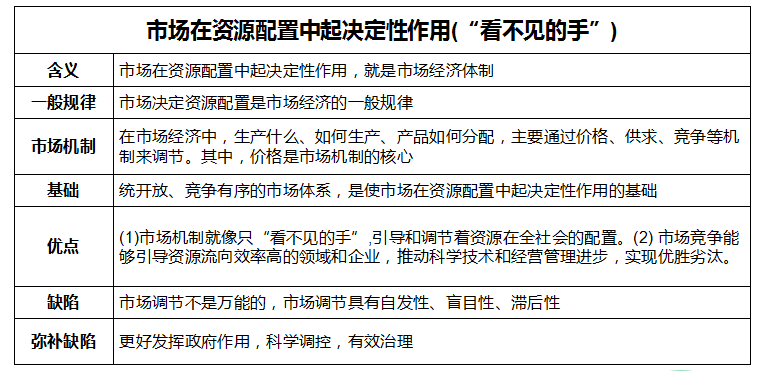 市场在资源配置中起决定性作用(“看不见的手”)
含义
市场在资源配置中起决定性作用，就是市场经济体制
一般规律
市场决定资源配置是市场经济的一般规律
市场机制
在市场经济中，生产什么、如何生产、产品如何分配，主要通过价格、供求、竞争等机
制来调节。其中，价格是市场机制的核心
基础
统开放、竞争有序的市场体系，是使市场在资源配置中起决定性作用的基础
优点
(1)市场机制就像只“看不见的手”,引导和调节着资源在全社会的配置。(2) 市场竞争能
够引导资源流向效率高的领域和企业，推动科学技术和经营管理进步，实现优胜劣汰。
缺陷
市场调节不是万能的，市场调节具有自发性、盲目性、滞后性
弥补缺陷
更好发挥政府作用，科学调控，有效治理